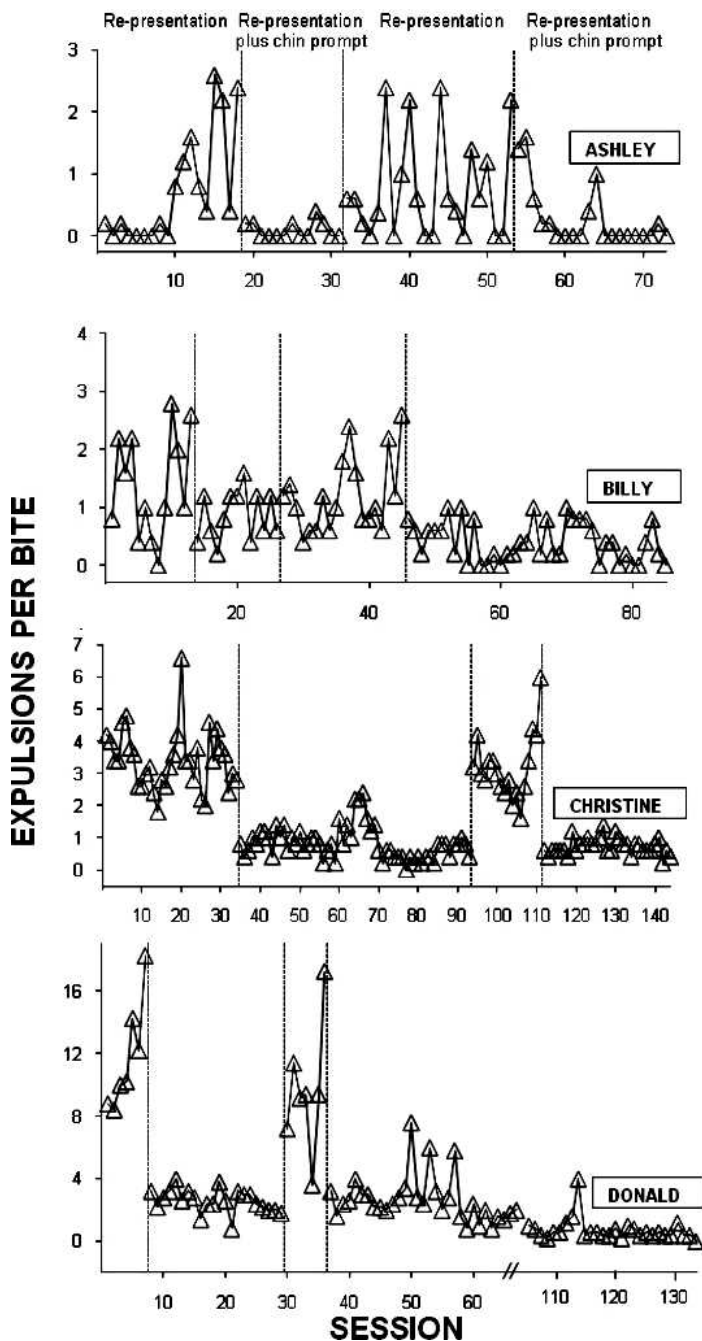 Re-presentation Re-presentation Re-presentation Re-presentation
plus chin prompt plus chin prompt
3
2
1
0
ASHLEY
10 20 30 40 50 60 70
4
3
2
1
0
BILLY
20 40 60 80
7
6
5
4
3
2
1
0
CHRISTINE
10 20 30 40 50 60 70 80 90 100 110 120 130 140
16
12
8
4
0
DONALD
10 20 30 40 50 60 110 120 130
EXPULSIONS PER BITE
SESSION